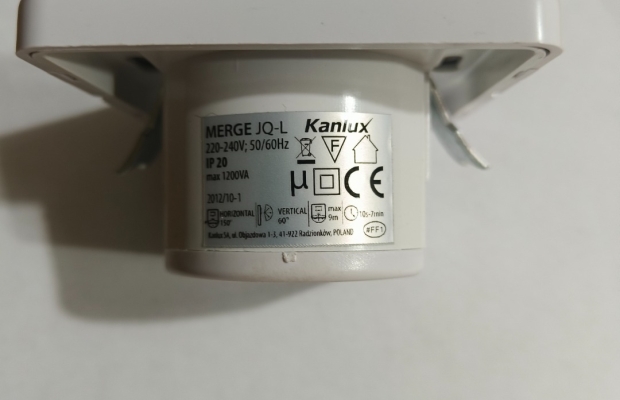 MERGE JQ-L Kanlux
220-240V; 50/60Hz
IP 20
max 1200VA
F
μ CE
2012/10-1
HORIZONTAL 150° VERTICAL 60° max 9m 10s-7min
Kanlux SA, ul. Objazdowa 1-3, 41-922 Radzionków, POLAND #FF1